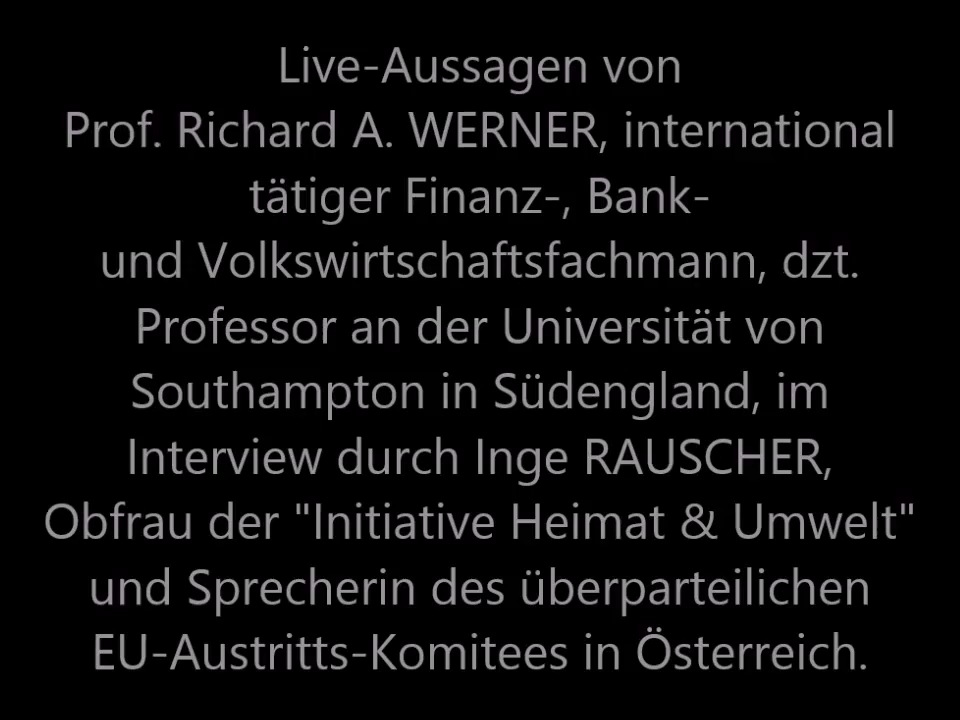 Live-Aussagen von
Prof. Richard A. WERNER, international
tätiger Finanz-, Bank-
und Volkswirtschaftsfachmann, dzt.
Professor an der Universität von
Southampton in Südengland, im
Interview durch Inge RAUSCHER,
Obfrau der "Initiative Heimat & Umwelt"
und Sprecherin des überparteilichen
EU-Austritts-Komitees in Österreich.